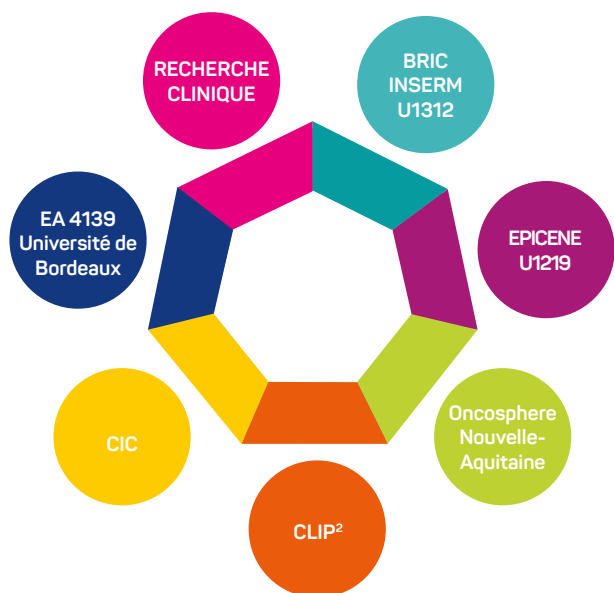 RECHERCHE
CLINIQUE
BRIC
INSERM
U1312
EA 4139
Université de
Bordeaux
EPICENE
U1219
CIC
Oncosphere
Nouvelle-
Aquitaine
CLIP²